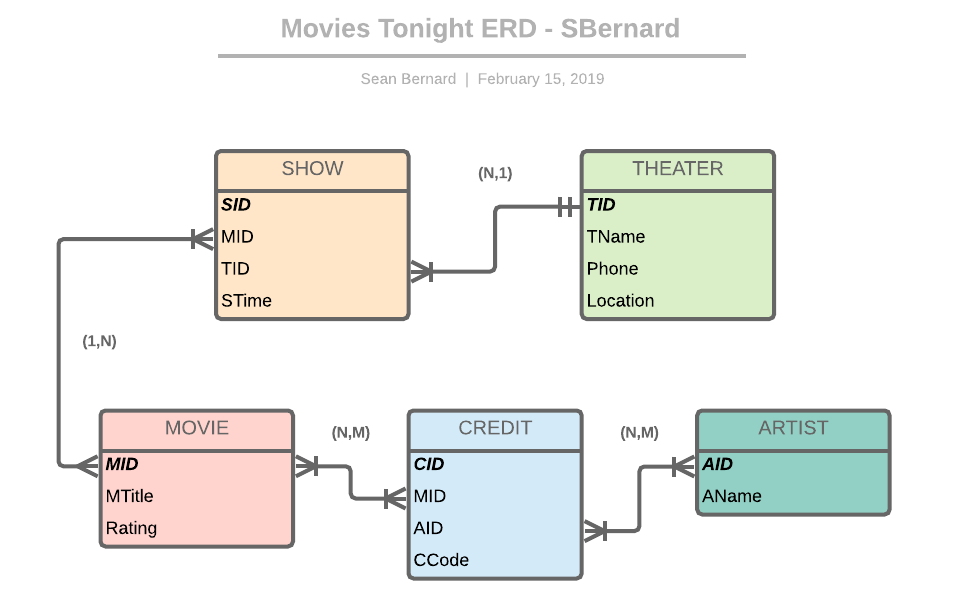 Movies Tonight ERD - SBernard
Sean Bernard | February 15, 2019
SHOW
SID
MID
TID
STime
(N,1)
THEATER
TID
TName
Phone
Location
(1,N)
MOVIE
MID
MTitle
Rating
(N,M)
CREDIT
CID
MID
AID
CCode
(N,M)
ARTIST
AID
AName